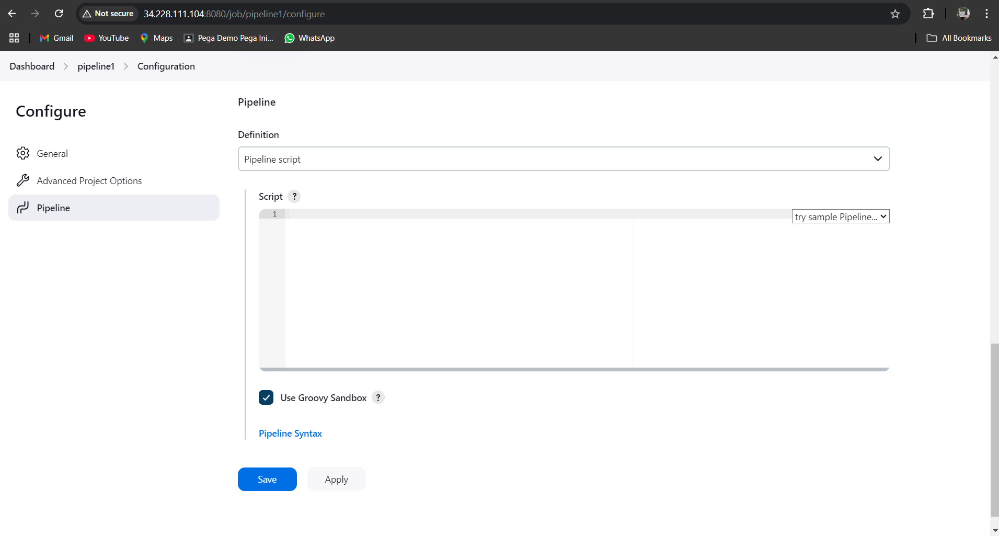 Not secure 34.228.111.104:8080/job/pipeline1/configure
Gmail YouTube Maps Pega Demo Pega Ini... WhatsApp All Bookmarks
Dashboard pipeline1 Configuration
Configure
General
Advanced Project Options
Pipeline
Pipeline
Definition
Pipeline script
Script ?
1
try sample Pipeline...
Use Groovy Sandbox ?
Pipeline Syntax
Save Apply